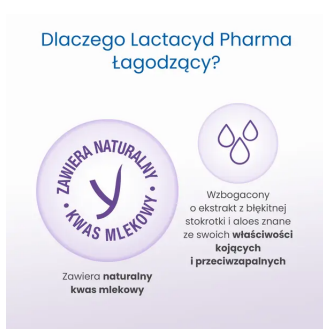 Dlaczego Lactacyd Pharma
Łagodzący?
ZAWIERA NATURALNY
• KWAS MLEKOWY •
Zawiera naturalny
kwas mlekowy
Wzbogacony
o ekstrakt z błękitnej
stokrotki i aloes znane
ze swoich właściwości
kojących
i przeciwzapalnych